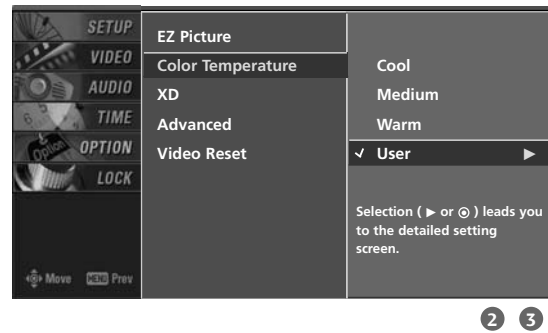 SETUP
VIDEO
AUDIO
TIME
OPTION
LOCK
Move MENU Prev
EZ Picture
Color Temperature
XD
Advanced
Video Reset
Cool
Medium
Warm
✓ User ▶
Selection ( ▶ or ⊙ ) leads you
to the detailed setting
screen.
2 3